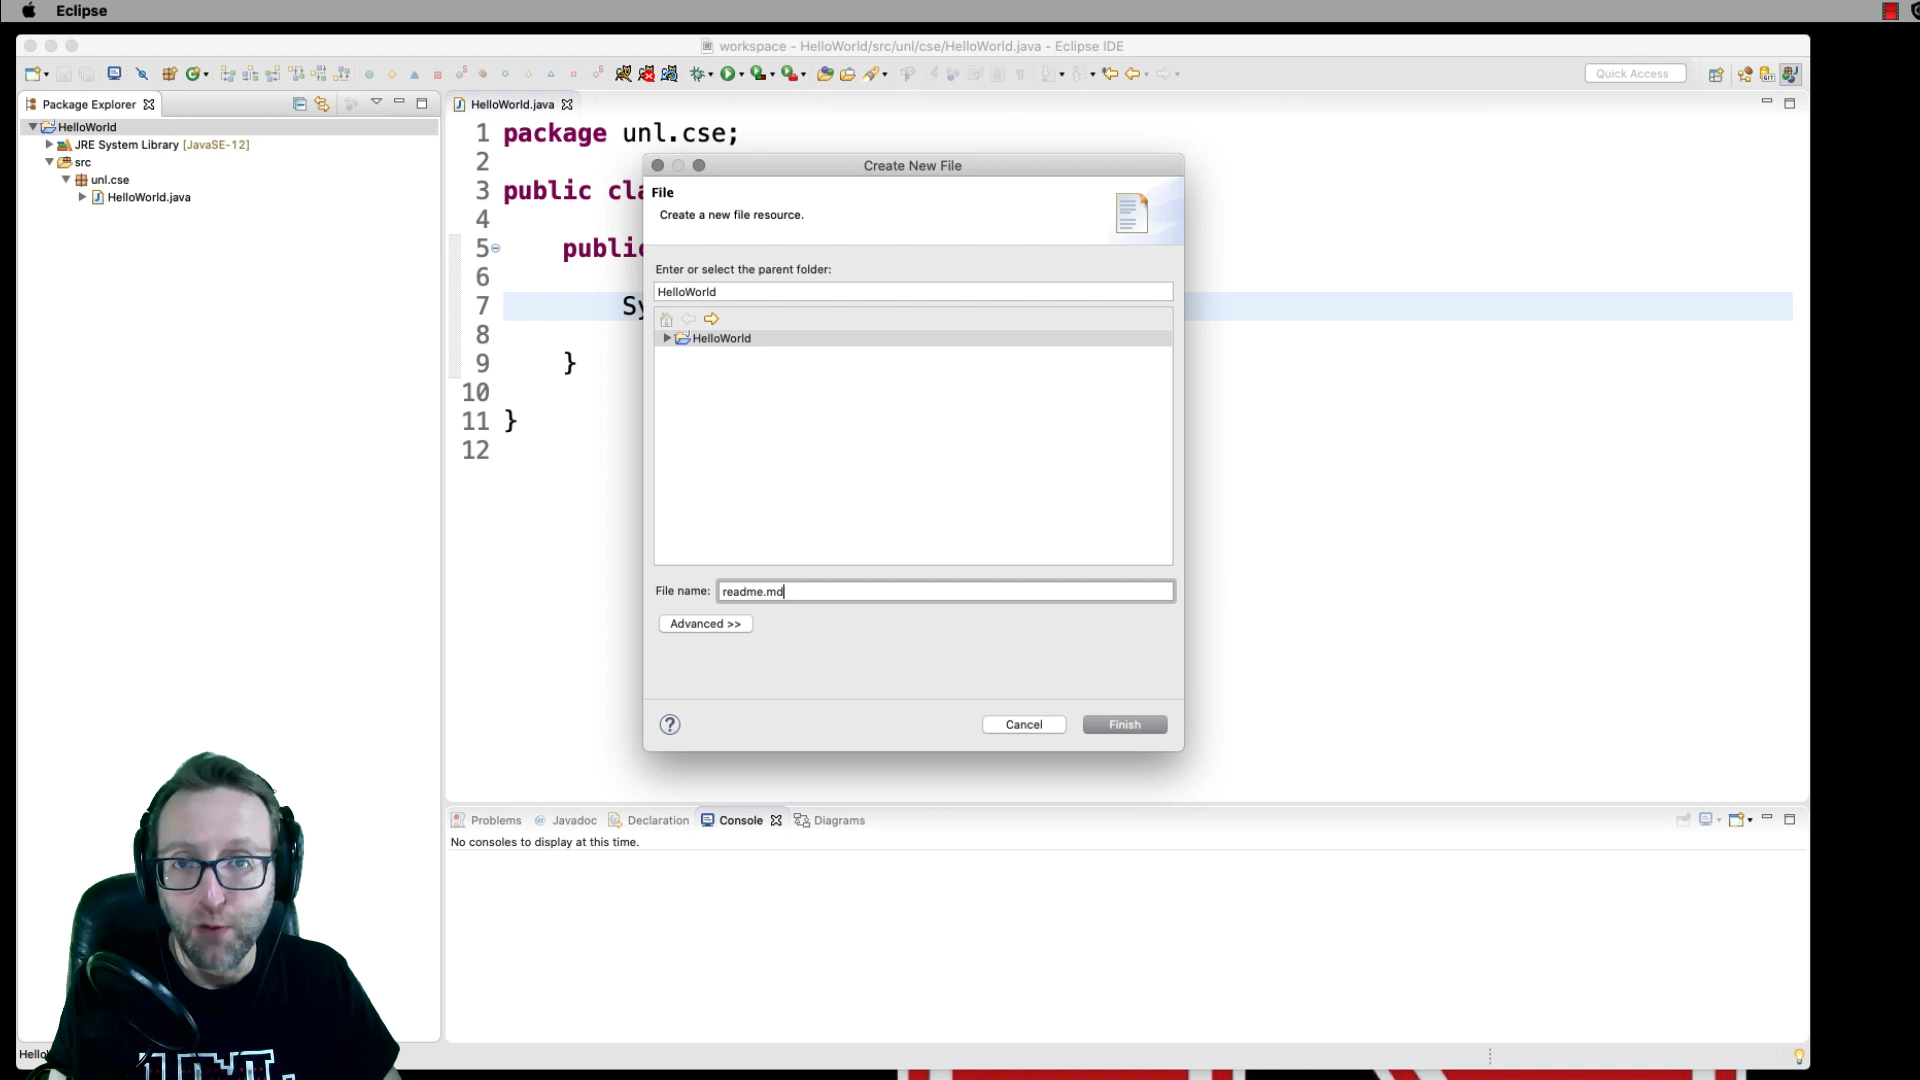 Eclipse
workspace - HelloWorld/src/unl/cse/HelloWorld.java - Eclipse IDE
Quick Access
Package Explorer
HelloWorld
JRE System Library [JavaSE-12]
src
unl.cse
HelloWorld.java
HelloWorld.java
1 package unl.cse;
2
3 public cla
4
5 public
6
7 Sy
8
9 }
10
11 }
12
Create New File
File
Create a new file resource.
Enter or select the parent folder:
HelloWorld
HelloWorld
File name: readme.md
Advanced >>
?
Cancel
Finish
Problems
@ Javadoc
Declaration
Console
Diagrams
No consoles to display at this time.
Hello